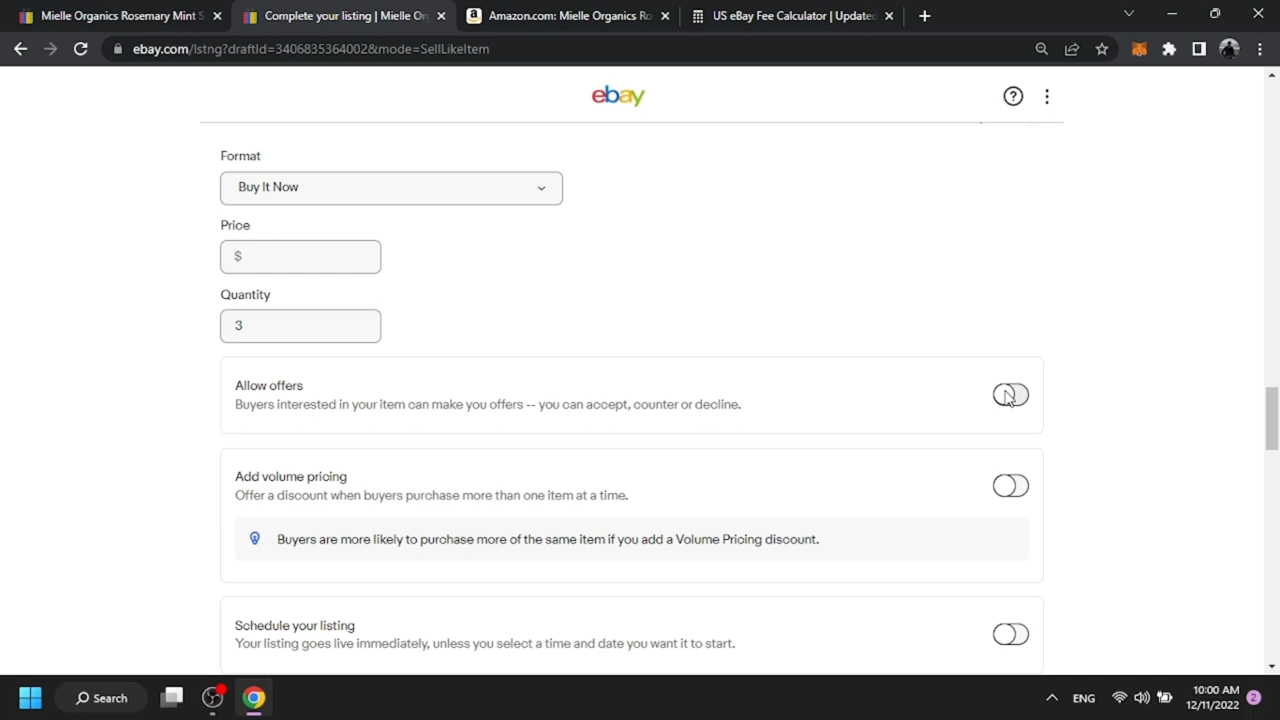 Mielle Organics Rosemary Mint S
Complete your listing | Mielle Or
Amazon.com: Mielle Organics Ro
US eBay Fee Calculator | Updated
ebay.com/lstng?draftId=3406835364002&mode=SellLikeItem
ebay
Format
Buy It Now
Price
$
Quantity
3
Allow offers
Buyers interested in your item can make you offers -- you can accept, counter or decline.
Add volume pricing
Offer a discount when buyers purchase more than one item at a time.
Buyers are more likely to purchase more of the same item if you add a Volume Pricing discount.
Schedule your listing
Your listing goes live immediately, unless you select a time and date you want it to start.
Search
ENG
10:00 AM
12/11/2022
2